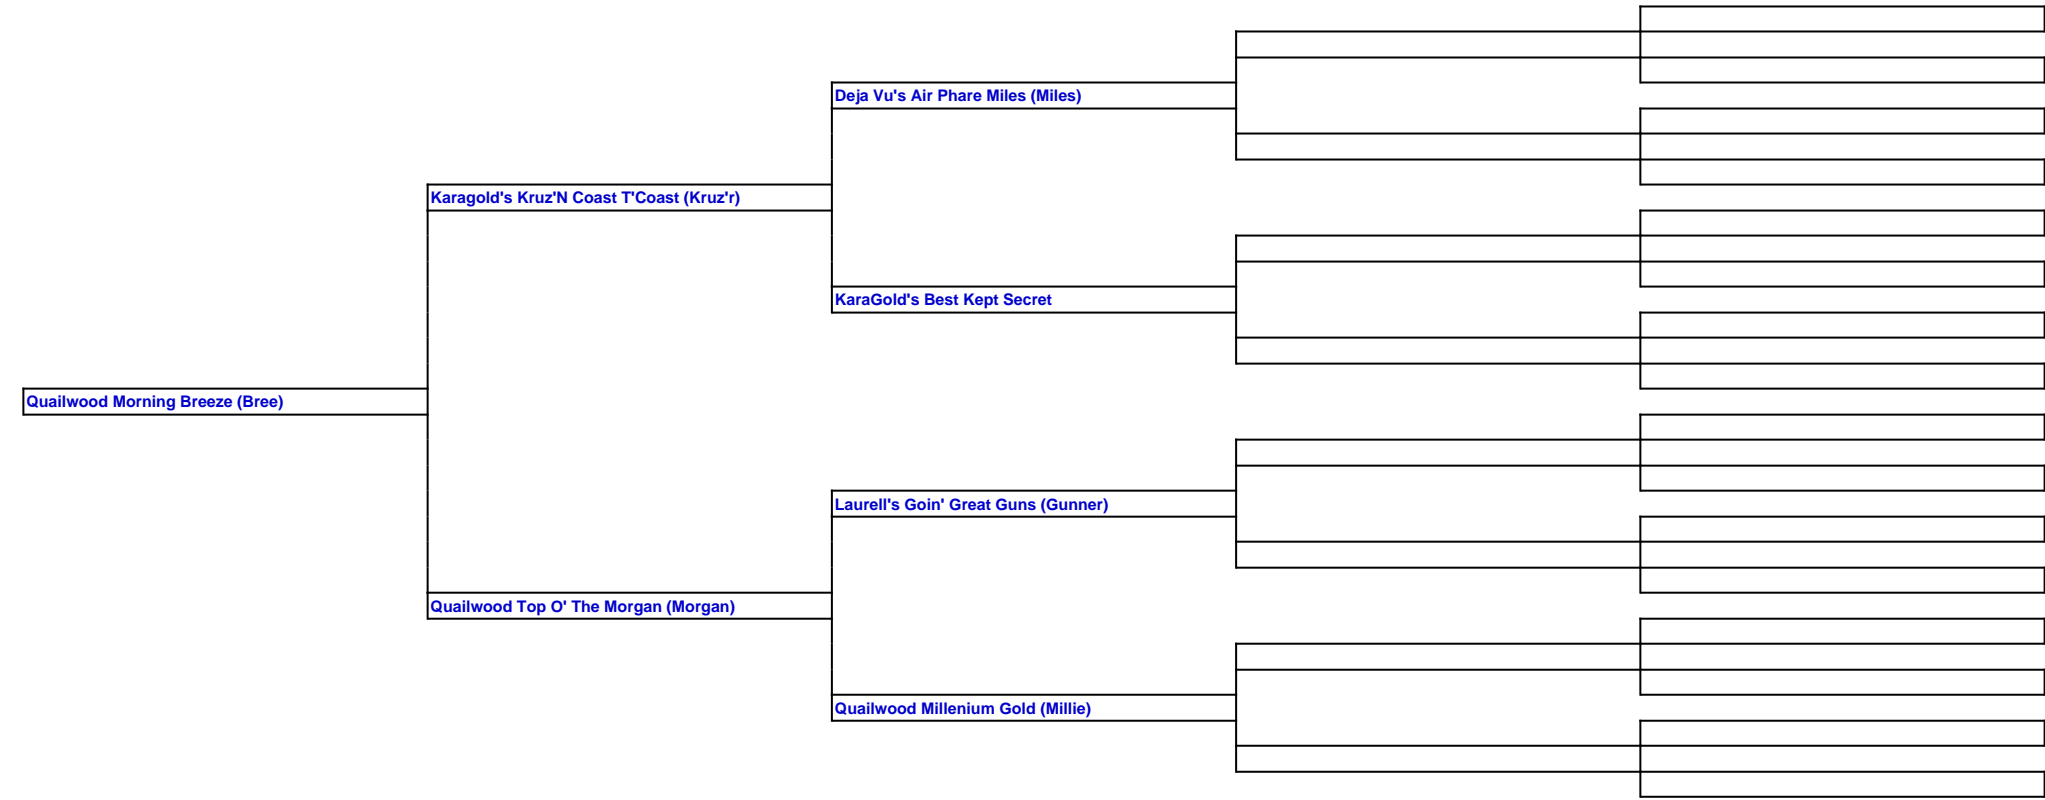 Deja Vu's Air Phare Miles (Miles)
Karagold's Kruz'N Coast T'Coast (Kruz'r)
KaraGold's Best Kept Secret
Quailwood Morning Breeze (Bree)
Laurell's Goin' Great Guns (Gunner)
Quailwood Top O' The Morgan (Morgan)
Quailwood Millenium Gold (Millie)